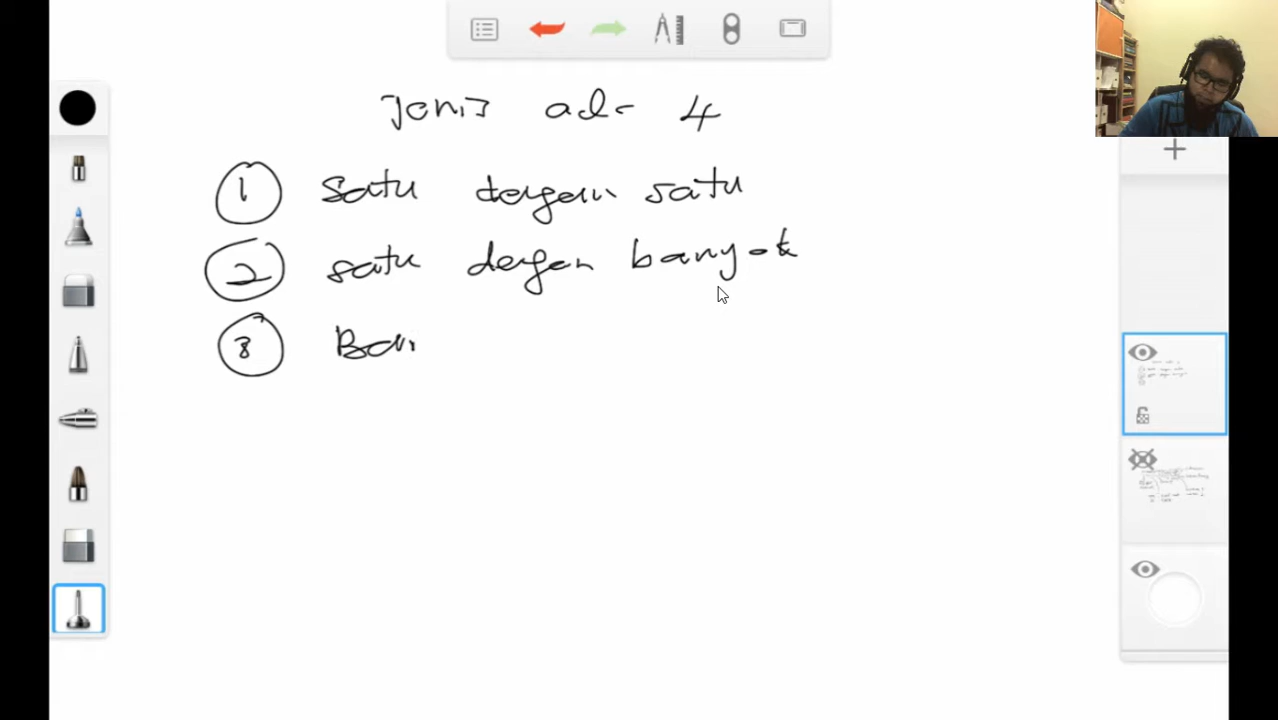 jenis ada 4
1 satu dengan satu
2 satu dengan banyak
3 Ban